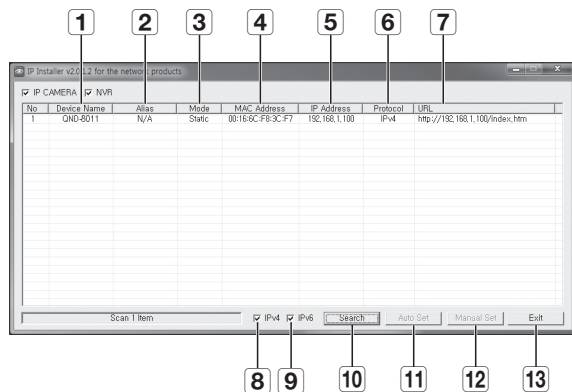 1 2 3 4 5 6 7
IP Installer v2.0.1.2 for the network products
IP CAMERA NVR
No Device Name Alias Mode MAC Address IP Address Protocol URL
1 QND-8011 N/A Static 00:16:6C:F8:3C:F7 192,168,1,100 IPv4 http://192,168,1,100/index,htm
Scan 1 Item IPv4 IPv6 Search Auto Set Manual Set Exit
8 9 10 11 12 13